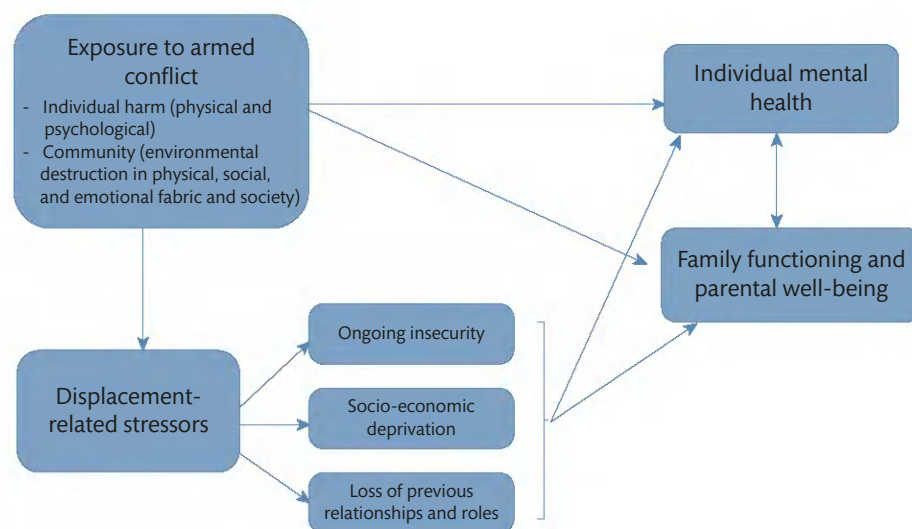 Exposure to armed
conflict
- Individual harm (physical and
psychological)
- Community (environmental
destruction in physical, social,
and emotional fabric and society)
Individual mental
health
Family functioning and
parental well-being
Displacement-
related stressors
Ongoing insecurity
Socio-economic
deprivation
Loss of previous
relationships and roles